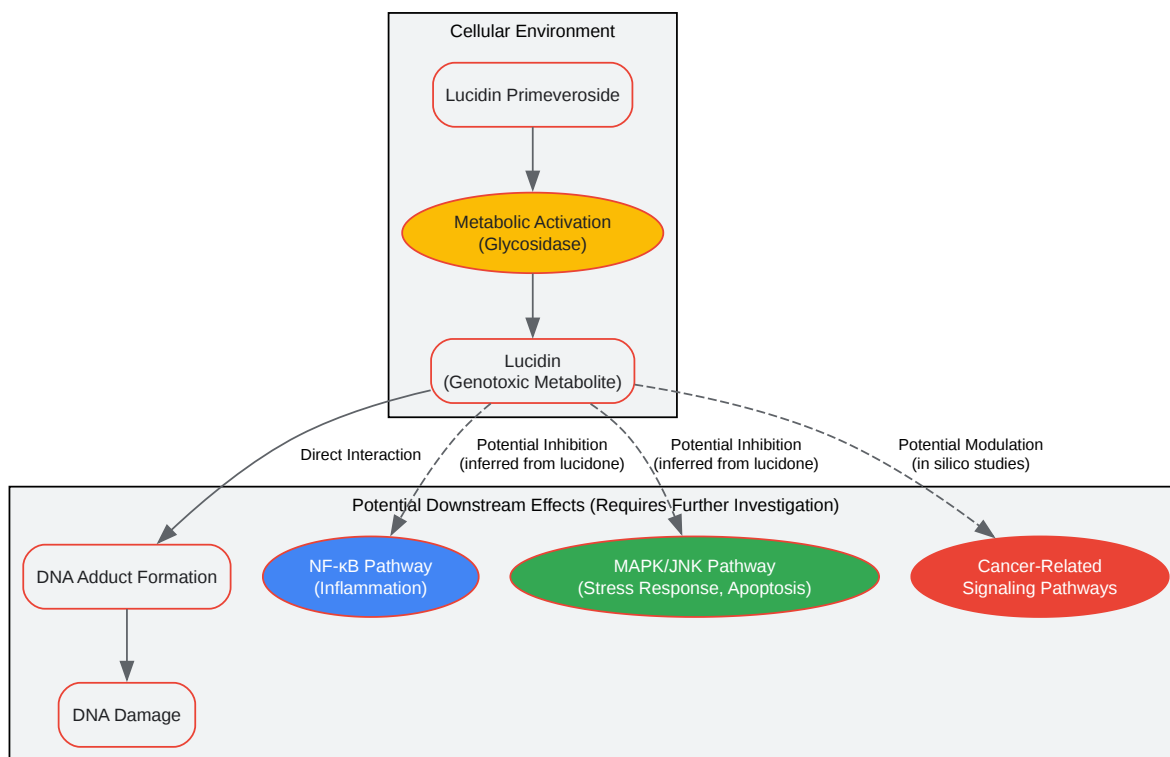 Cellular Environment
Lucidin Primeveroside
Metabolic Activation
(Glycosidase)
Lucidin
(Genotoxic Metabolite)
Direct Interaction
Potential Inhibition
(inferred from lucidone)
Potential Inhibition
(inferred from lucidone)
Potential Modulation
(in silico studies)
Potential Downstream Effects (Requires Further Investigation)
DNA Adduct Formation
NF-κB Pathway
(Inflammation)
MAPK/JNK Pathway
(Stress Response, Apoptosis)
Cancer-Related
Signaling Pathways
DNA Damage